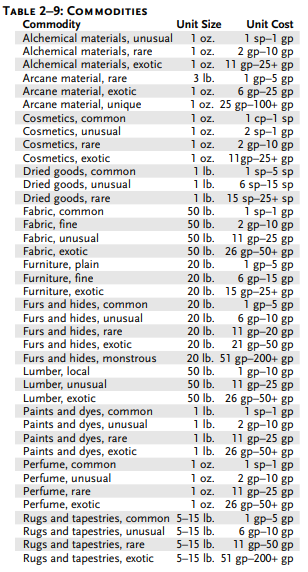 TABLE 2–9: COMMODITIES
Commodity Unit Size Unit Cost
Alchemical materials, unusual 1 oz. 1 sp–1 gp
Alchemical materials, rare 1 oz. 2 gp–10 gp
Alchemical materials, exotic 1 oz. 11 gp–25+ gp
Arcane material, rare 3 lb. 1 gp–5 gp
Arcane material, exotic 1 oz. 6 gp–25 gp
Arcane material, unique 1 oz. 25 gp–100+ gp
Cosmetics, common 1 oz. 1 cp–1 gp
Cosmetics, unusual 1 oz. 2 sp–1 gp
Cosmetics, rare 1 oz. 2 gp–10 gp
Cosmetics, exotic 1 oz. 11gp–25+ gp
Dried goods, common 1 lb. 1 sp–5 sp
Dried goods, unusual 1 lb. 6 sp–15 sp
Dried goods, rare 1 lb. 15 sp–25+ sp
Fabric, common 50 lb. 1 sp–1 gp
Fabric, fine 50 lb. 2 gp–10 gp
Fabric, unusual 50 lb. 11 gp–25 gp
Fabric, exotic 50 lb. 26 gp–50+ gp
Furniture, plain 20 lb. 1 gp–5 gp
Furniture, fine 20 lb. 6 gp–15 gp
Furniture, exotic 20 lb. 15 gp–25+ gp
Furs and hides, common 20 lb. 1 gp–5 gp
Furs and hides, unusual 20 lb. 6 gp–10 gp
Furs and hides, rare 20 lb. 11 gp–20 gp
Furs and hides, exotic 20 lb. 21 gp–50 gp
Furs and hides, monstrous 20 lb. 51 gp–200+ gp
Lumber, local 50 lb. 1 gp–10 gp
Lumber, unusual 50 lb. 11 gp–25 gp
Lumber, exotic 50 lb. 26 gp–50+ gp
Paints and dyes, common 1 lb. 1 sp–1 gp
Paints and dyes, unusual 1 lb. 2 gp–10 gp
Paints and dyes, rare 1 lb. 11 gp–25 gp
Paints and dyes, exotic 1 lb. 26 gp–50+ gp
Perfume, common 1 oz. 1 sp–1 gp
Perfume, unusual 1 oz. 2 gp–10 gp
Perfume, rare 1 oz. 11 gp–25 gp
Perfume, exotic 1 oz. 26 gp–50+ gp
Rugs and tapestries, common 5–15 lb. 1 gp–5 gp
Rugs and tapestries, unusual 5–15 lb. 6 gp–10 gp
Rugs and tapestries, rare 5–15 lb. 11 gp–50 gp
Rugs and tapestries, exotic 5–15 lb. 51 gp–200+ gp